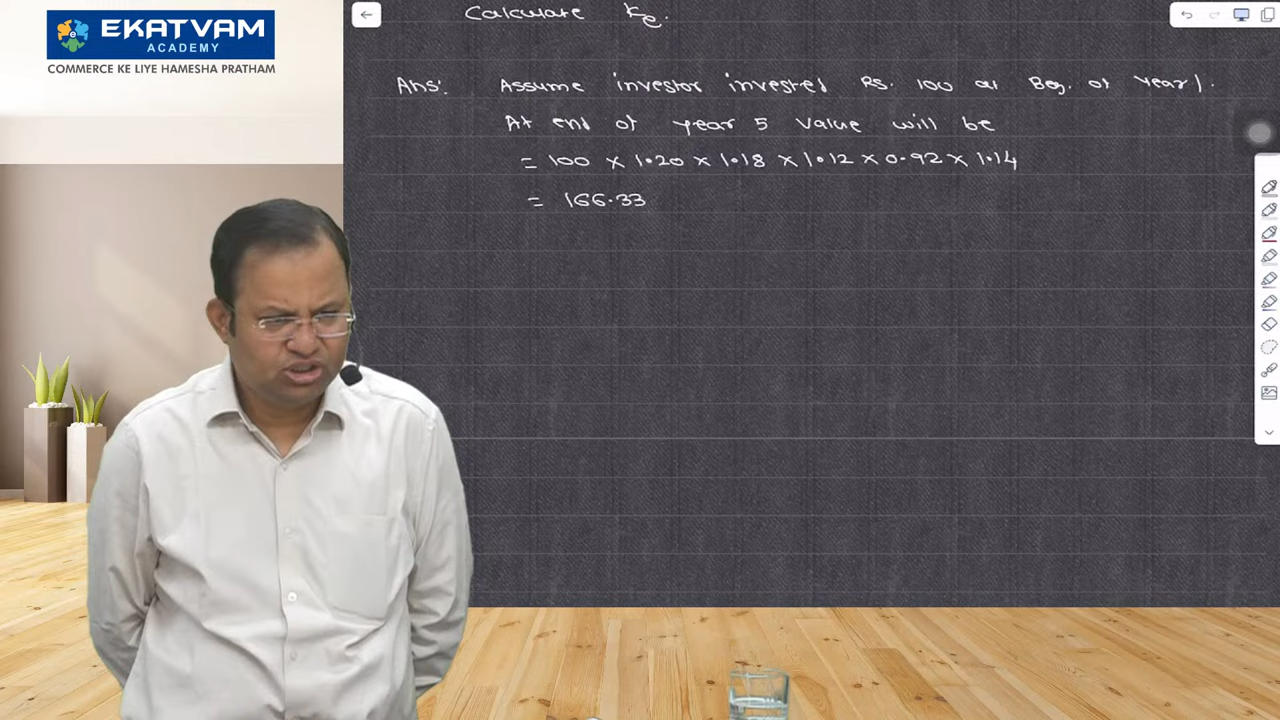 EKATVAM
ACADEMY
COMMERCE KE LIYE HAMESHA PRATHAM
Calculate Ke.
Ans: Assume investor invested Rs. 100 at Beg. of Year 1.
At end of year 5 value will be
= 100 × 1.20 × 1.18 × 1.12 × 0.92 × 1.14
= 166.33